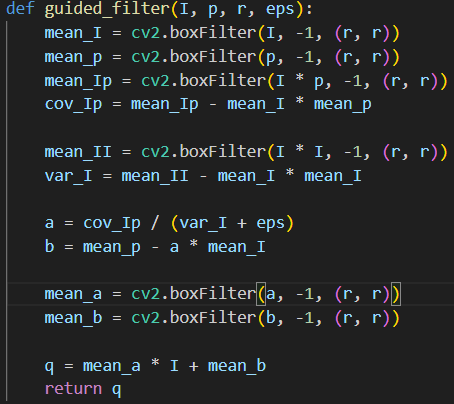 def guided_filter(I, p, r, eps):
    mean_I = cv2.boxFilter(I, -1, (r, r))
    mean_p = cv2.boxFilter(p, -1, (r, r))
    mean_Ip = cv2.boxFilter(I * p, -1, (r, r))
    cov_Ip = mean_Ip - mean_I * mean_p

    mean_II = cv2.boxFilter(I * I, -1, (r, r))
    var_I = mean_II - mean_I * mean_I

    a = cov_Ip / (var_I + eps)
    b = mean_p - a * mean_I

    mean_a = cv2.boxFilter(a, -1, (r, r))
    mean_b = cv2.boxFilter(b, -1, (r, r))

    q = mean_a * I + mean_b
    return q